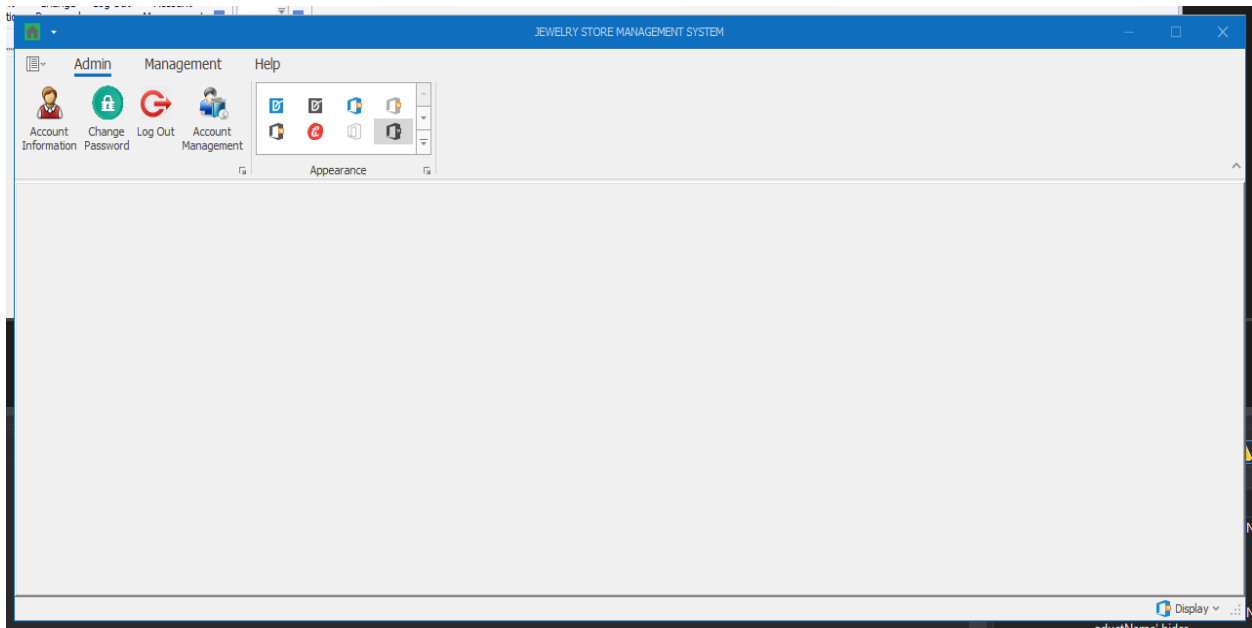 JEWELRY STORE MANAGEMENT SYSTEM
Admin Management Help
Account Change Log Out Account
Information Password Management
Appearance
Display